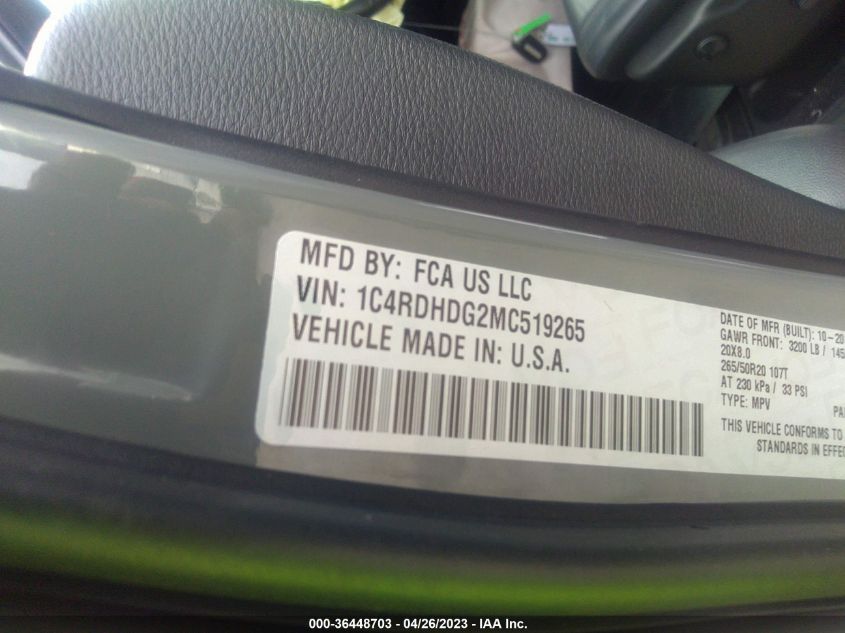 MFD BY: FCA US LLC
VIN: 1C4RDHDG2MC519265
VEHICLE MADE IN: U.S.A.
DATE OF MFR (BUILT): 10-20
GAWR FRONT: 3200 LB / 145
20X8.0
265/50R20 107T
AT 230 kPa / 33 PSI
TYPE: MPV PA
THIS VEHICLE CONFORMS TO
STANDARDS IN EFFE
000-36448703 - 04/26/2023 - IAA Inc.